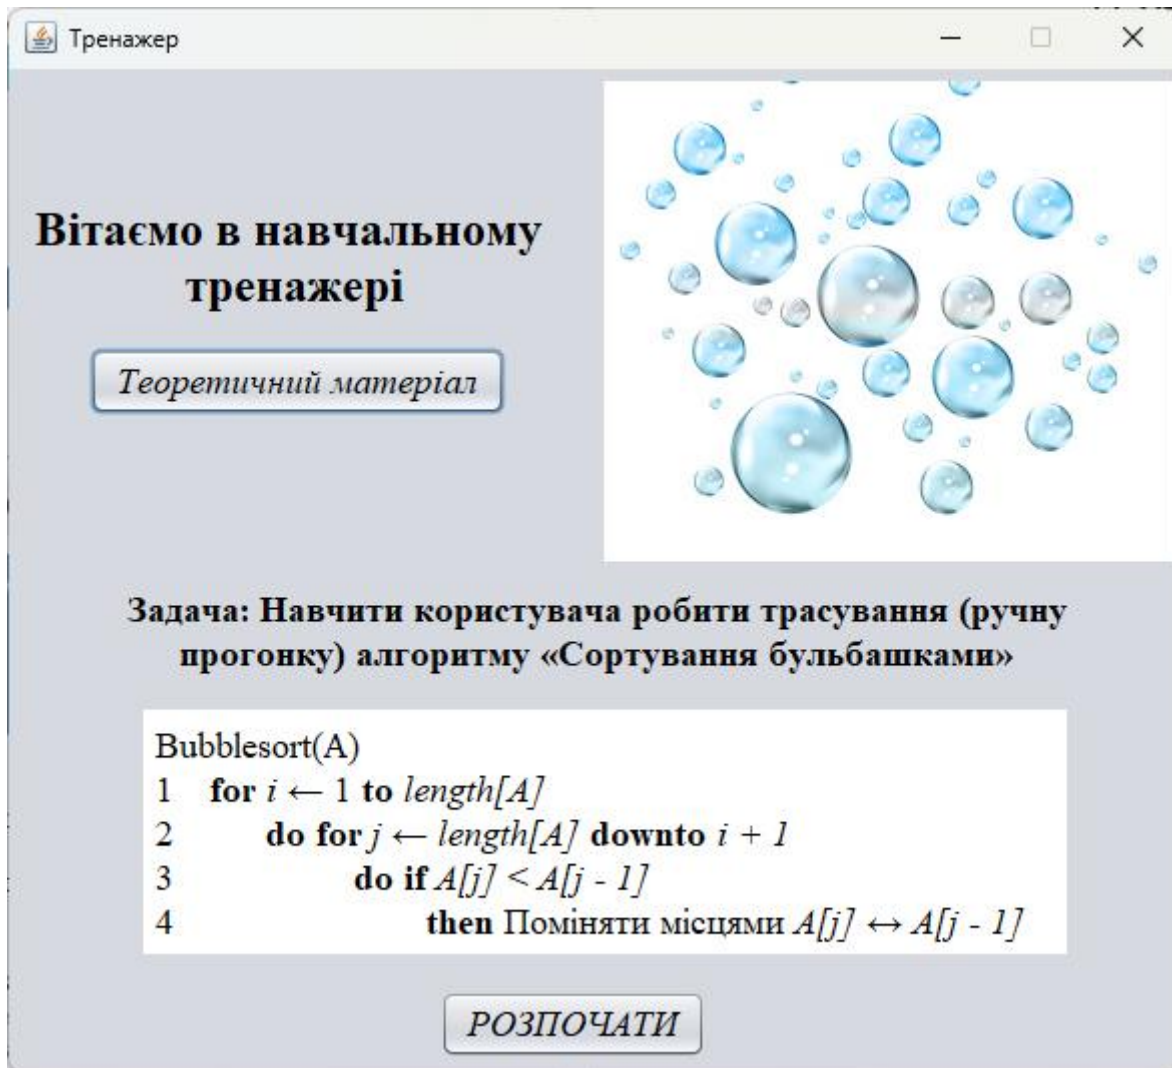 Тренажер
Вітаємо в навчальному
тренажері
Теоретичний матеріал
Задача: Навчити користувача робити трасування (ручну
прогонку) алгоритму «Сортування бульбашками»
Bubblesort(A)
1 for i ← 1 to length[A]
2 do for j ← length[A] downto i + 1
3 do if A[j] < A[j - 1]
4 then Поміняти місцями A[j] ↔ A[j - 1]
РОЗПОЧАТИ